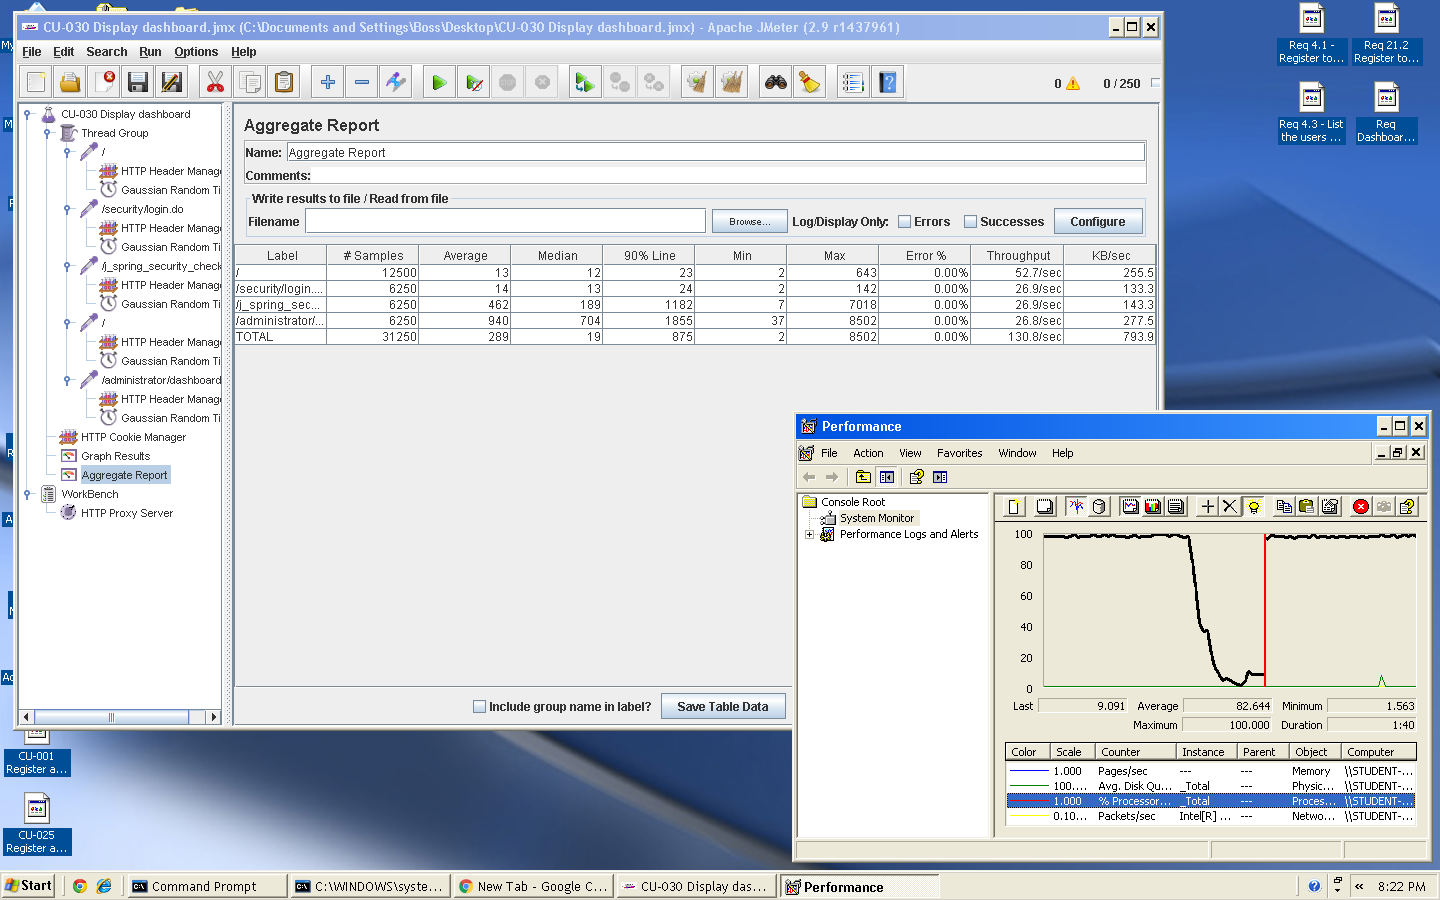 CU-030 Display dashboard.jmx (C:\Documents and Settings\Boss\Desktop\CU-030 Display dashboard.jmx) - Apache JMeter (2.9 r1437961)
File Edit Search Run Options Help
0 0 / 250
CU-030 Display dashboard
Thread Group
/
HTTP Header Manag
Gaussian Random Ti
/security/login.do
HTTP Header Manag
Gaussian Random Ti
/j_spring_security_check
HTTP Header Manag
Gaussian Random Ti
/
HTTP Header Manag
Gaussian Random Ti
/administrator/dashboard
HTTP Header Manag
Gaussian Random Ti
HTTP Cookie Manager
Graph Results
Aggregate Report
WorkBench
HTTP Proxy Server
Aggregate Report
Name: Aggregate Report
Comments:
Write results to file / Read from file
Filename Browse... Log/Display Only: Errors Successes Configure
Label # Samples Average Median 90% Line Min Max Error % Throughput KB/sec
/ 12500 13 12 23 2 643 0.00% 52.7/sec 255.5
/security/login.... 6250 14 13 24 2 142 0.00% 26.9/sec 133.3
/j_spring_sec... 6250 462 189 1182 7 7018 0.00% 26.9/sec 143.3
/administrator/... 6250 940 704 1855 37 8502 0.00% 26.8/sec 277.5
TOTAL 31250 289 19 875 2 8502 0.00% 130.8/sec 793.9
Include group name in label? Save Table Data
Req 4.1 -
Register to...
Req 21.2
Register to...
Req 4.3 - List
the users ...
Req
Dashboar...
Performance
File Action View Favorites Window Help
Console Root
System Monitor
Performance Logs and Alerts
100
80
60
40
20
0
Last 9.091 Average 82.644 Minimum 1.563
Maximum 100.000 Duration 1:40
Color Scale Counter Instance Parent Object Computer
1.000 Pages/sec --- --- Memory \\STUDENT-...
100.... Avg. Disk Qu... _Total --- Physic... \\STUDENT-...
1.000 % Processor... _Total --- Proces... \\STUDENT-...
0.10... Packets/sec Intel[R] ... --- Netwo... \\STUDENT-...
CU-001
Register a...
CU-025
Register a...
Start Command Prompt C:\WINDOWS\syste... New Tab - Google C... CU-030 Display das... Performance 8:22 PM